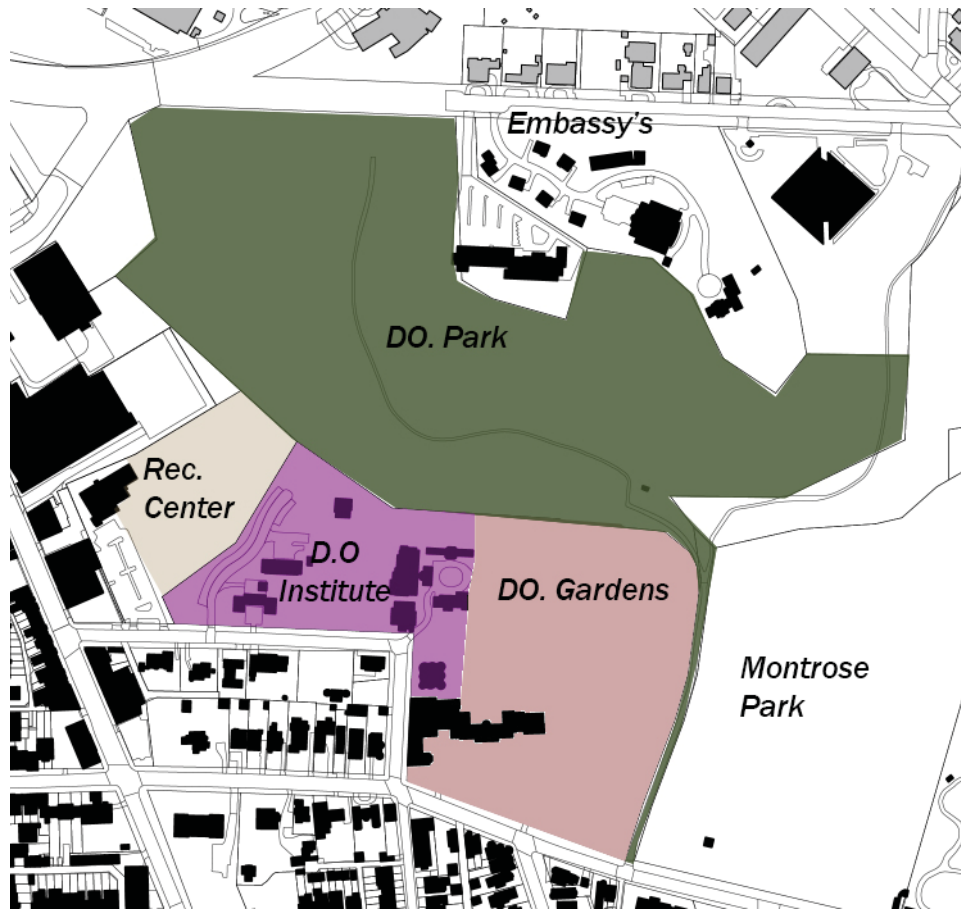 Embassy's
DO. Park
Rec.
Center
D.O
Institute
DO. Gardens
Montrose
Park